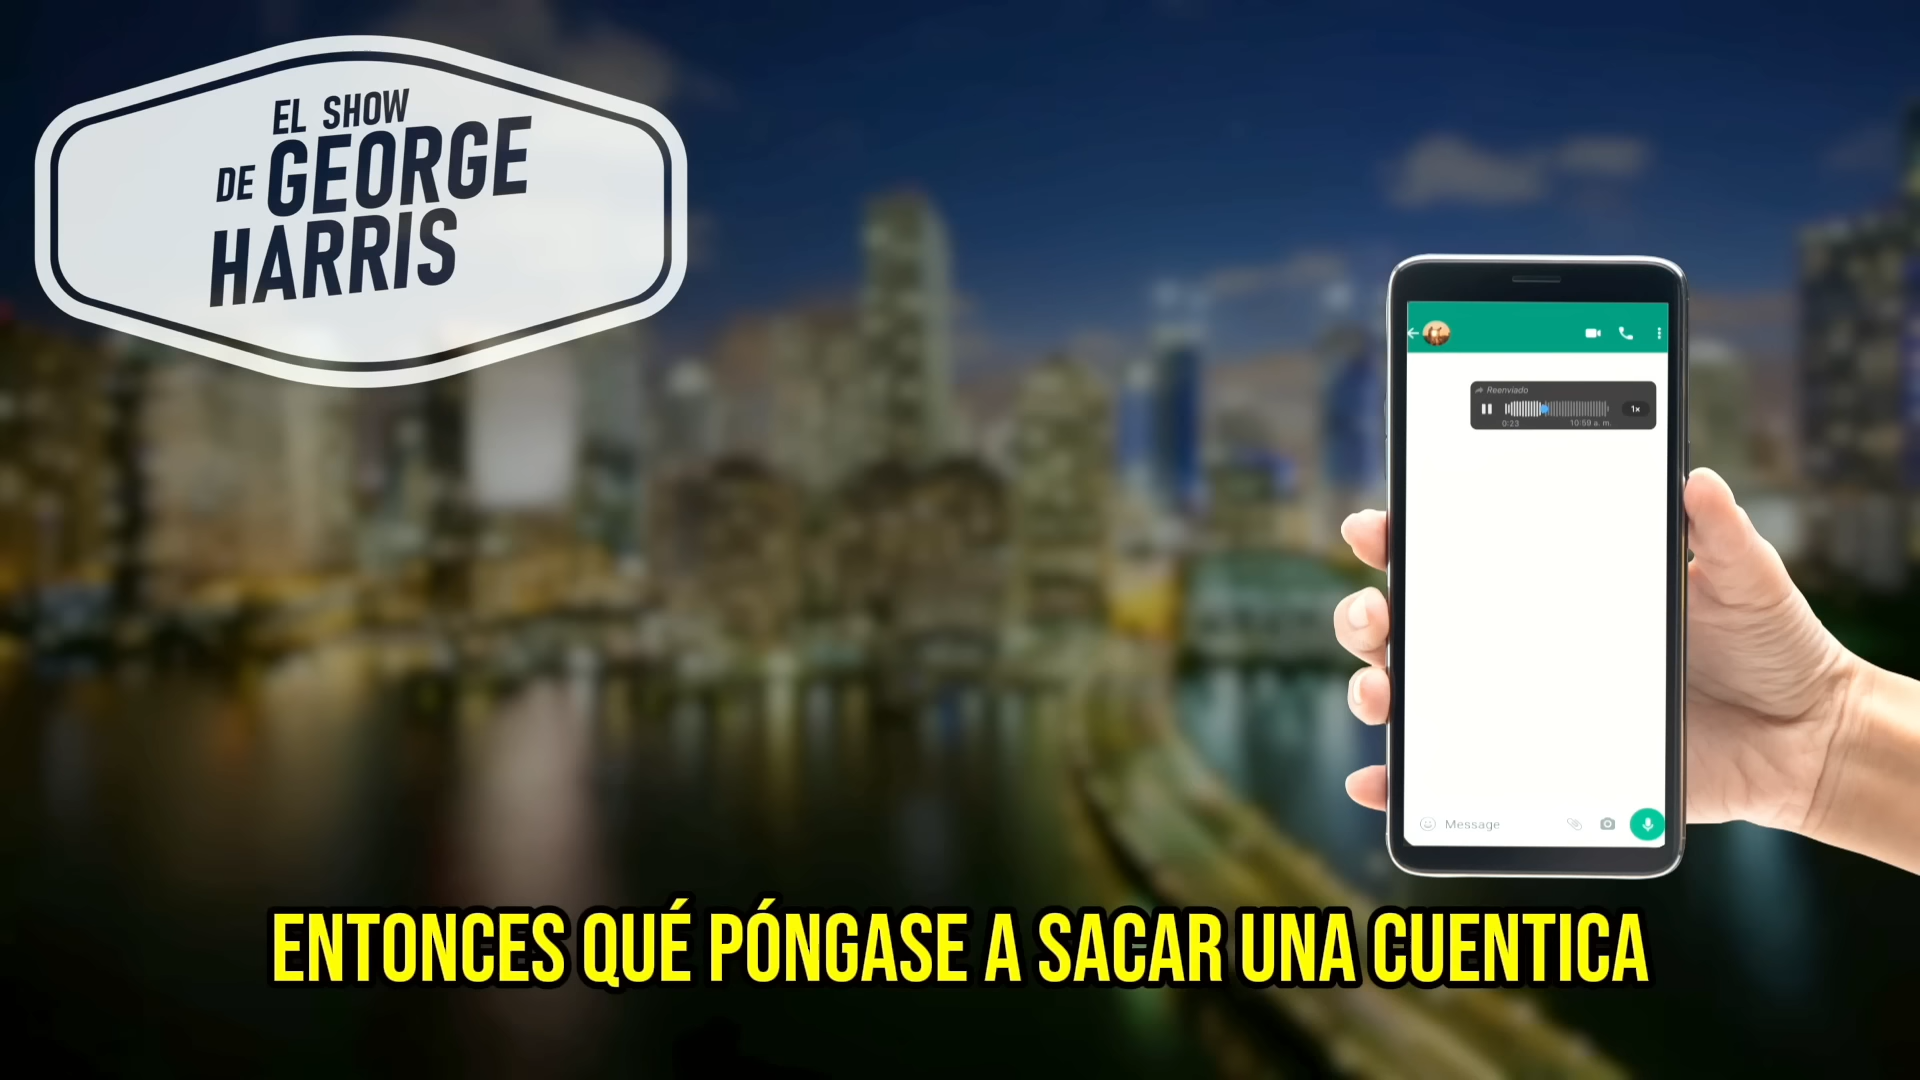 EL SHOW
DE GEORGE
HARRIS
Reenviado
1x
0:23
10:59 a. m.
Message
ENTONCES QUÉ PÓNGASE A SACAR UNA CUENTICA